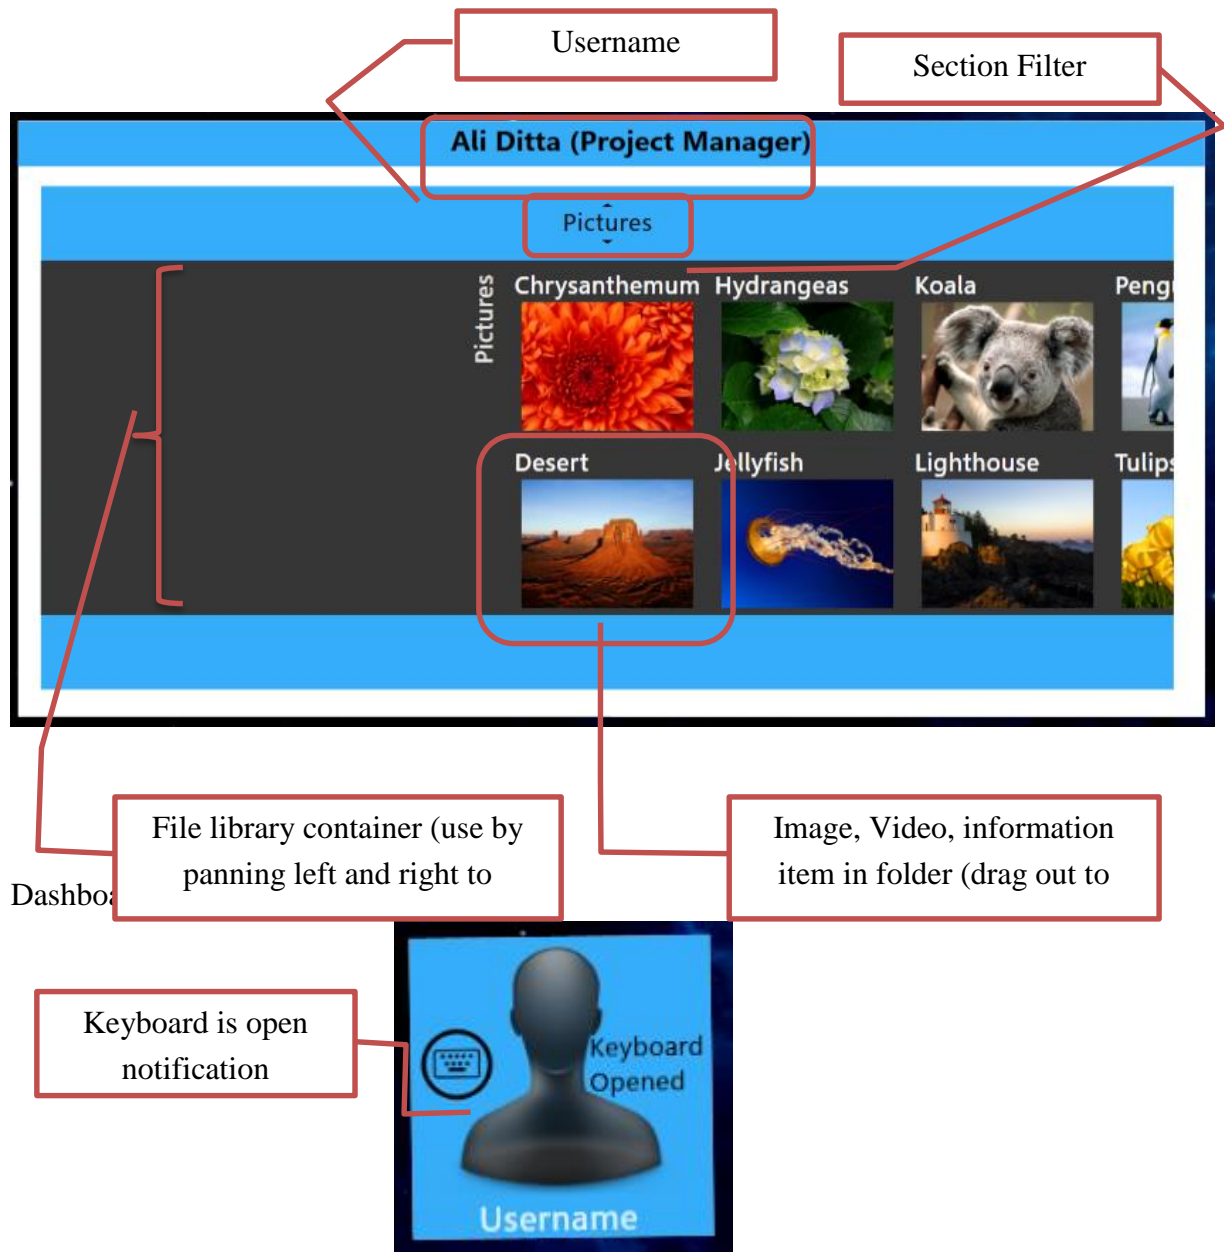 Username
Section Filter
Ali Ditta (Project Manager)
Pictures
Pictures
Chrysanthemum Hydrangeas Koala
Desert Jellyfish Lighthouse Tulips
File library container (use by
panning left and right to
Image, Video, information
item in folder (drag out to
Keyboard is open
notification
Keyboard
Opened
Username